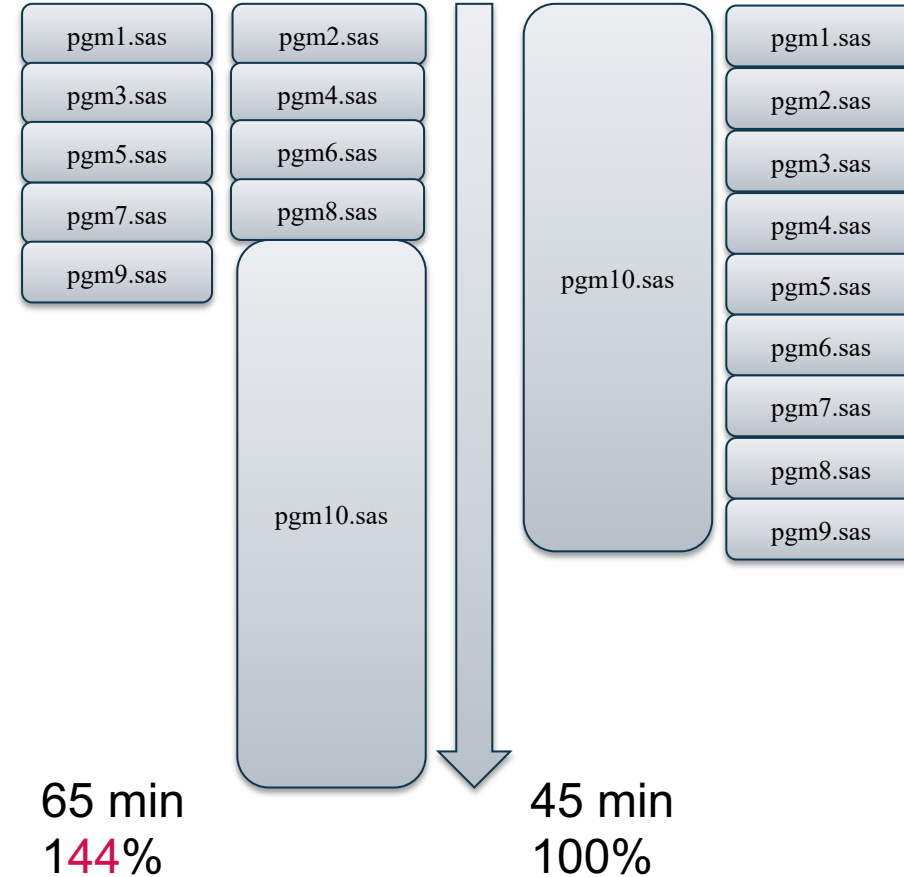 pgm1.sas
pgm3.sas
pgm5.sas
pgm7.sas
pgm9.sas
pgm2.sas
pgm4.sas
pgm6.sas
pgm8.sas
pgm10.sas
65 min
144%
pgm10.sas
pgm1.sas
pgm2.sas
pgm3.sas
pgm4.sas
pgm5.sas
pgm6.sas
pgm7.sas
pgm8.sas
pgm9.sas
45 min
100%